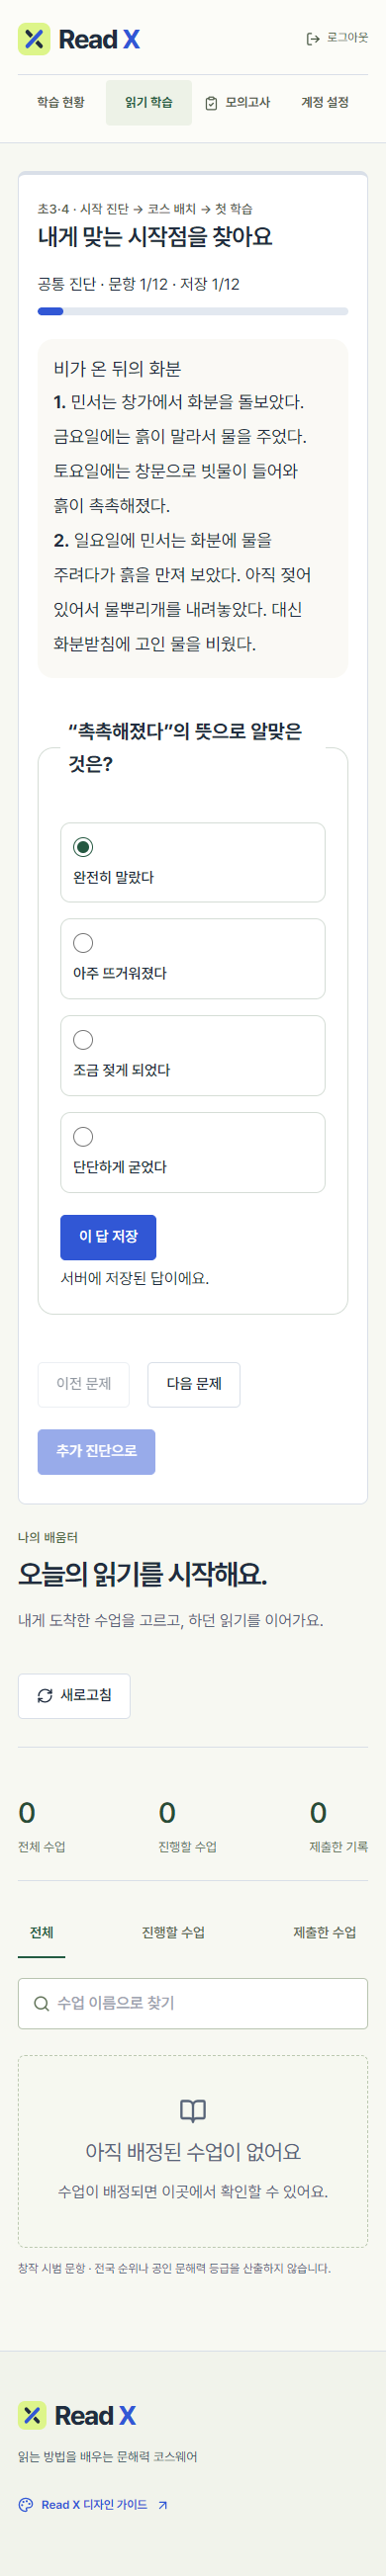 Read X
로그아웃
학습 현황
읽기 학습
모의고사
계정 설정
초3·4 · 시작 진단 → 코스 배치 → 첫 학습
내게 맞는 시작점을 찾아요
공통 진단 · 문항 1/12 · 저장 1/12
비가 온 뒤의 화분
1. 민서는 창가에서 화분을 돌보았다.
금요일에는 흙이 말라서 물을 주었다.
토요일에는 창문으로 빗물이 들어와
흙이 촉촉해졌다.
2. 일요일에 민서는 화분에 물을
주려다가 흙을 만져 보았다. 아직 젖어
있어서 물뿌리개를 내려놓았다. 대신
화분받침에 고인 물을 비웠다.
“촉촉해졌다”의 뜻으로 알맞은
것은?
완전히 말랐다
아주 뜨거워졌다
조금 젖게 되었다
단단하게 굳었다
이 답 저장
서버에 저장된 답이에요.
이전 문제
다음 문제
추가 진단으로
나의 배움터
오늘의 읽기를 시작해요.
내게 도착한 수업을 고르고, 하던 읽기를 이어가요.
새로고침
0
전체 수업
0
진행할 수업
0
제출한 기록
전체
진행할 수업
제출한 수업
수업 이름으로 찾기
아직 배정된 수업이 없어요
수업이 배정되면 이곳에서 확인할 수 있어요.
창작 시범 문항 · 전국 순위나 공인 문해력 등급을 산출하지 않습니다.
Read X
읽는 방법을 배우는 문해력 코스웨어
Read X 디자인 가이드